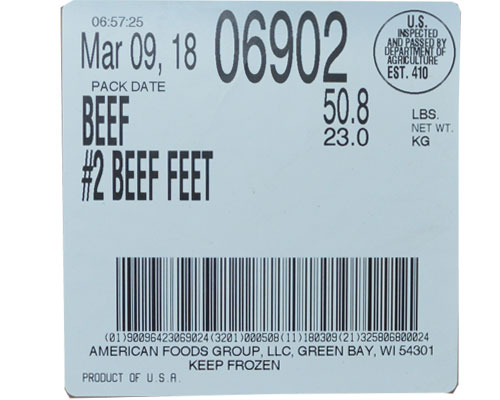 06:57:25
Mar 09, 18
06902
U.S.
INSPECTED
AND PASSED BY
DEPARTMENT OF
AGRICULTURE
EST. 410
PACK DATE
BEEF
50.8 LBS.
NET WT.
23.0 KG
#2 BEEF FEET
(01)90096423069024(3201)000508(11)180309(21)325806800024
AMERICAN FOODS GROUP, LLC, GREEN BAY, WI 54301
KEEP FROZEN
PRODUCT OF U.S.A.